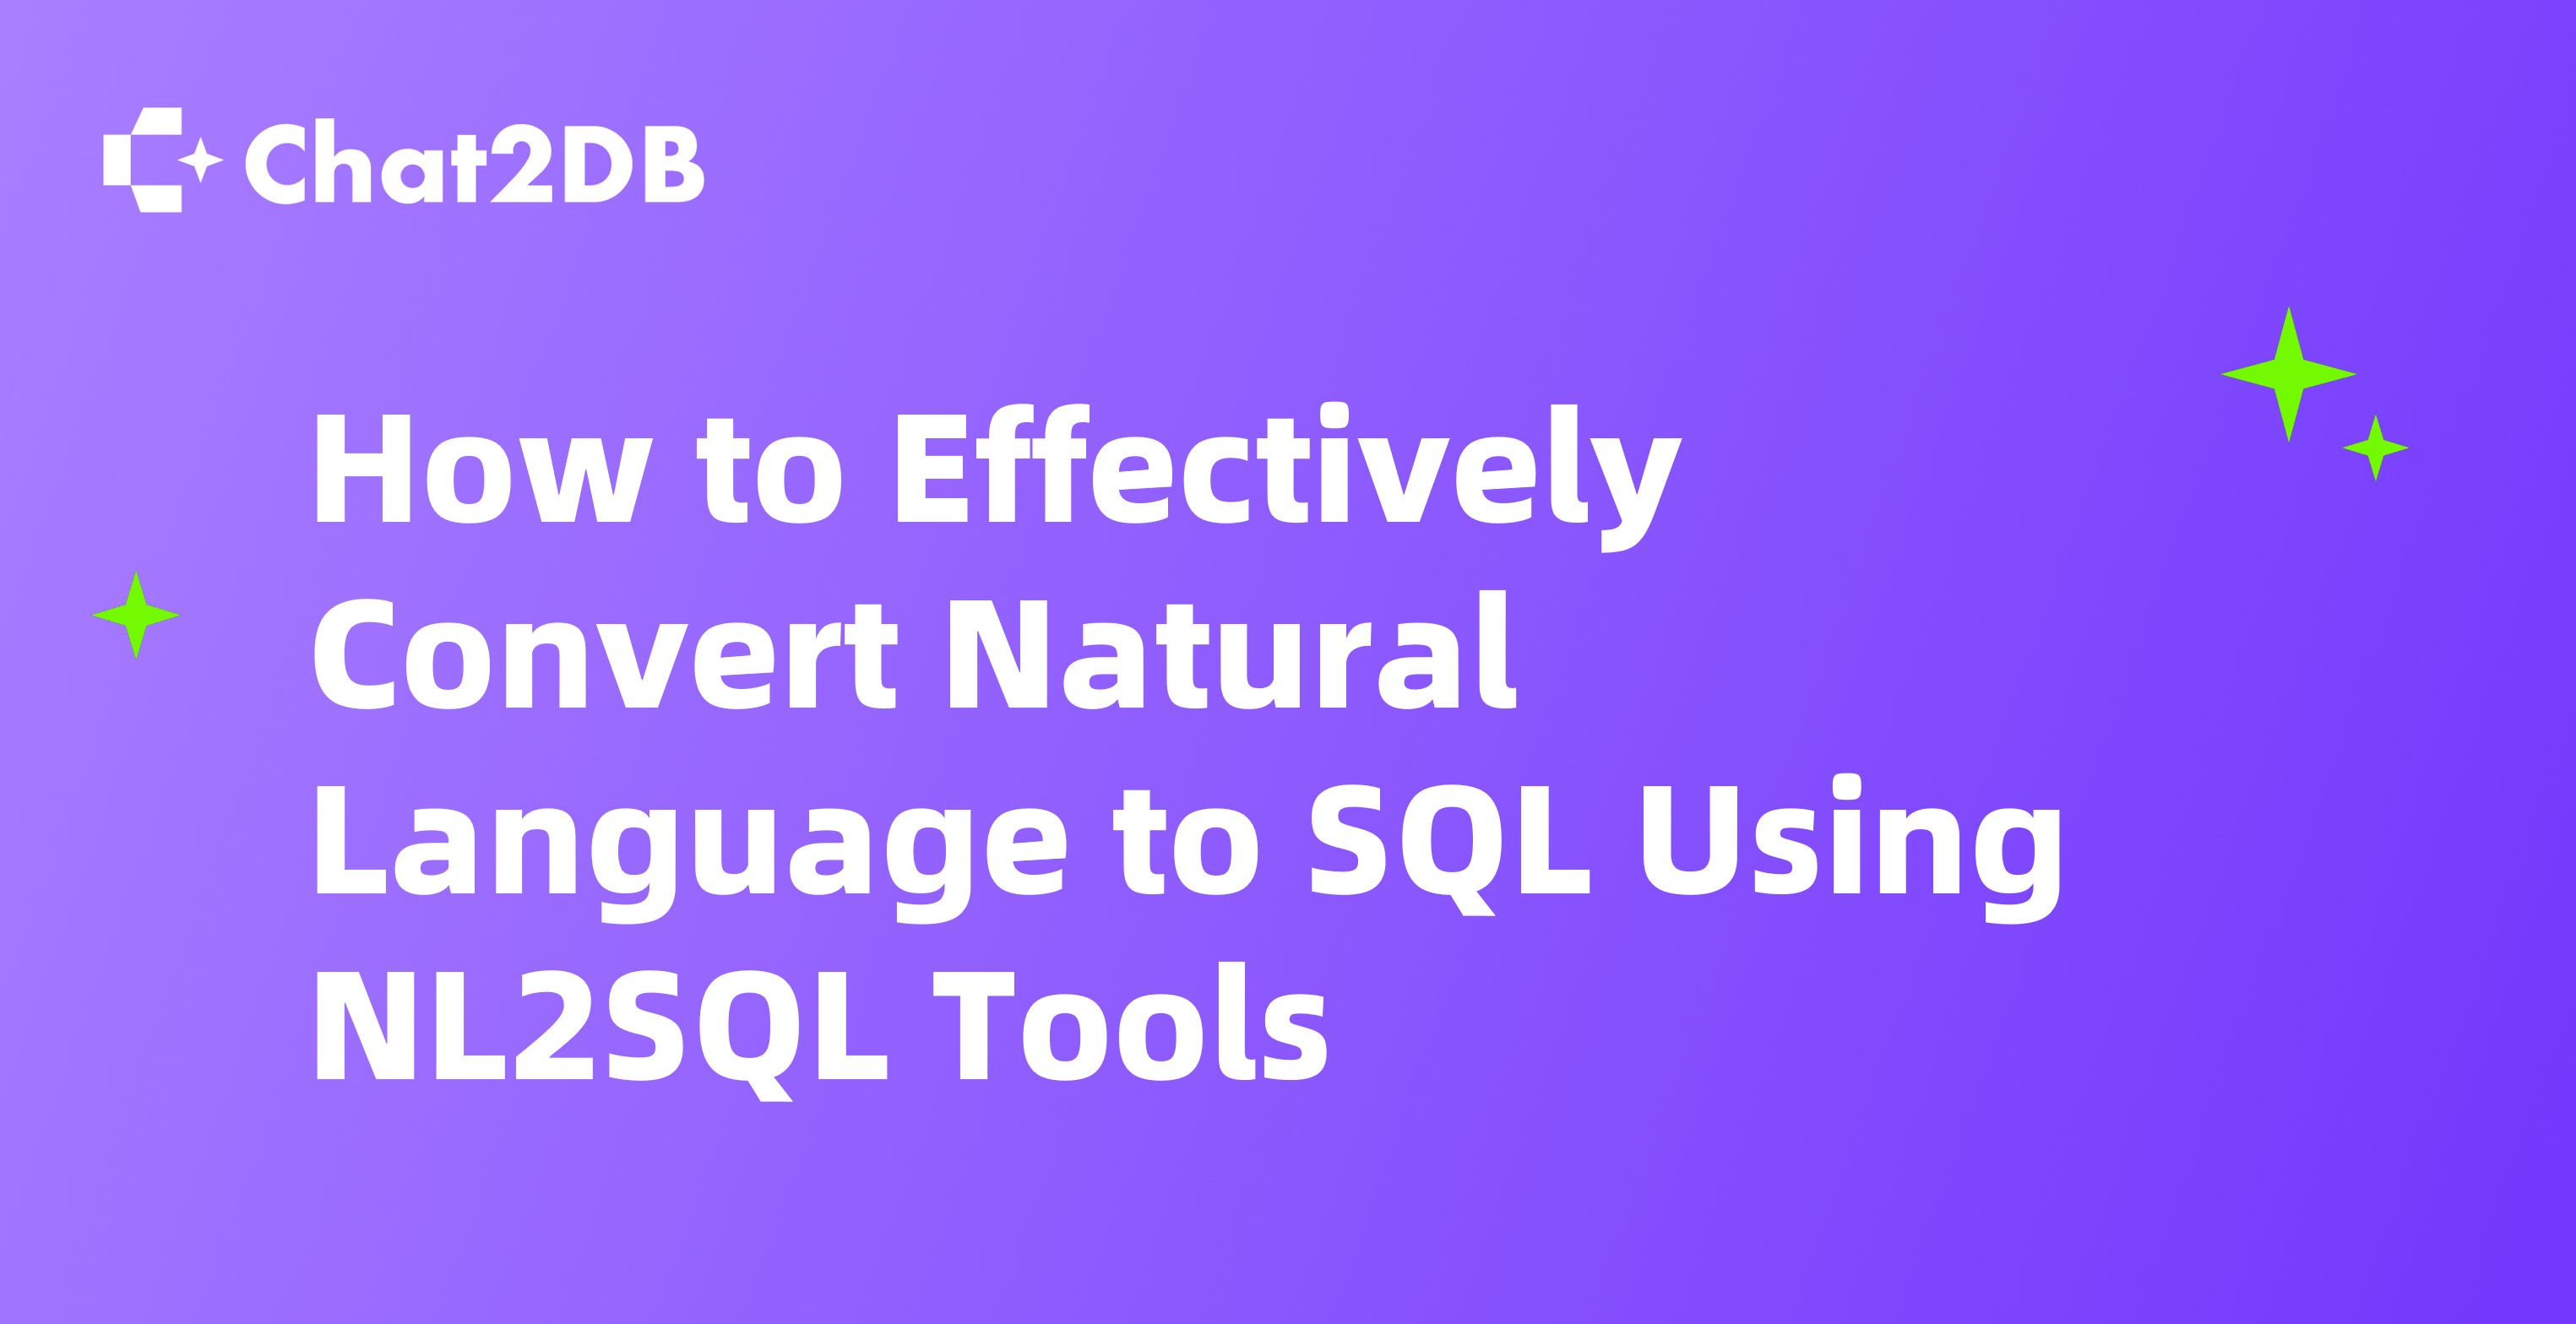 Chat2DB
How to Effectively
Convert Natural
Language to SQL Using
NL2SQL Tools